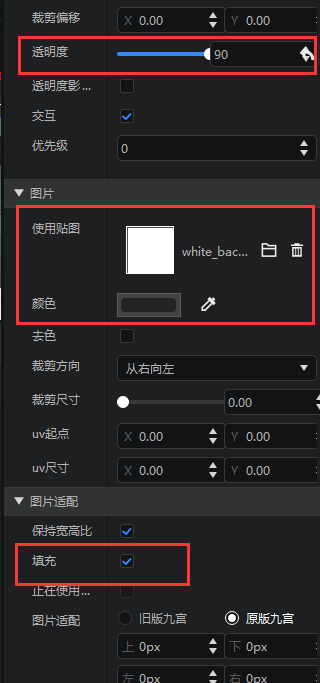 裁剪偏移 X 0.00 Y 0.00
透明度 90
透明度影...
交互
优先级 0
图片
使用贴图 white_bac...
颜色
去色
裁剪方向 从右向左
裁剪尺寸 0.00
uv起点 X 0.00 Y 0.00
uv尺寸 X 0.00 Y 0.00
图片适配
保持宽高比
填充
正在使用...
图片适配 旧版九宫 原版九宫
上 0px 下 0px
左 0px 右 0px